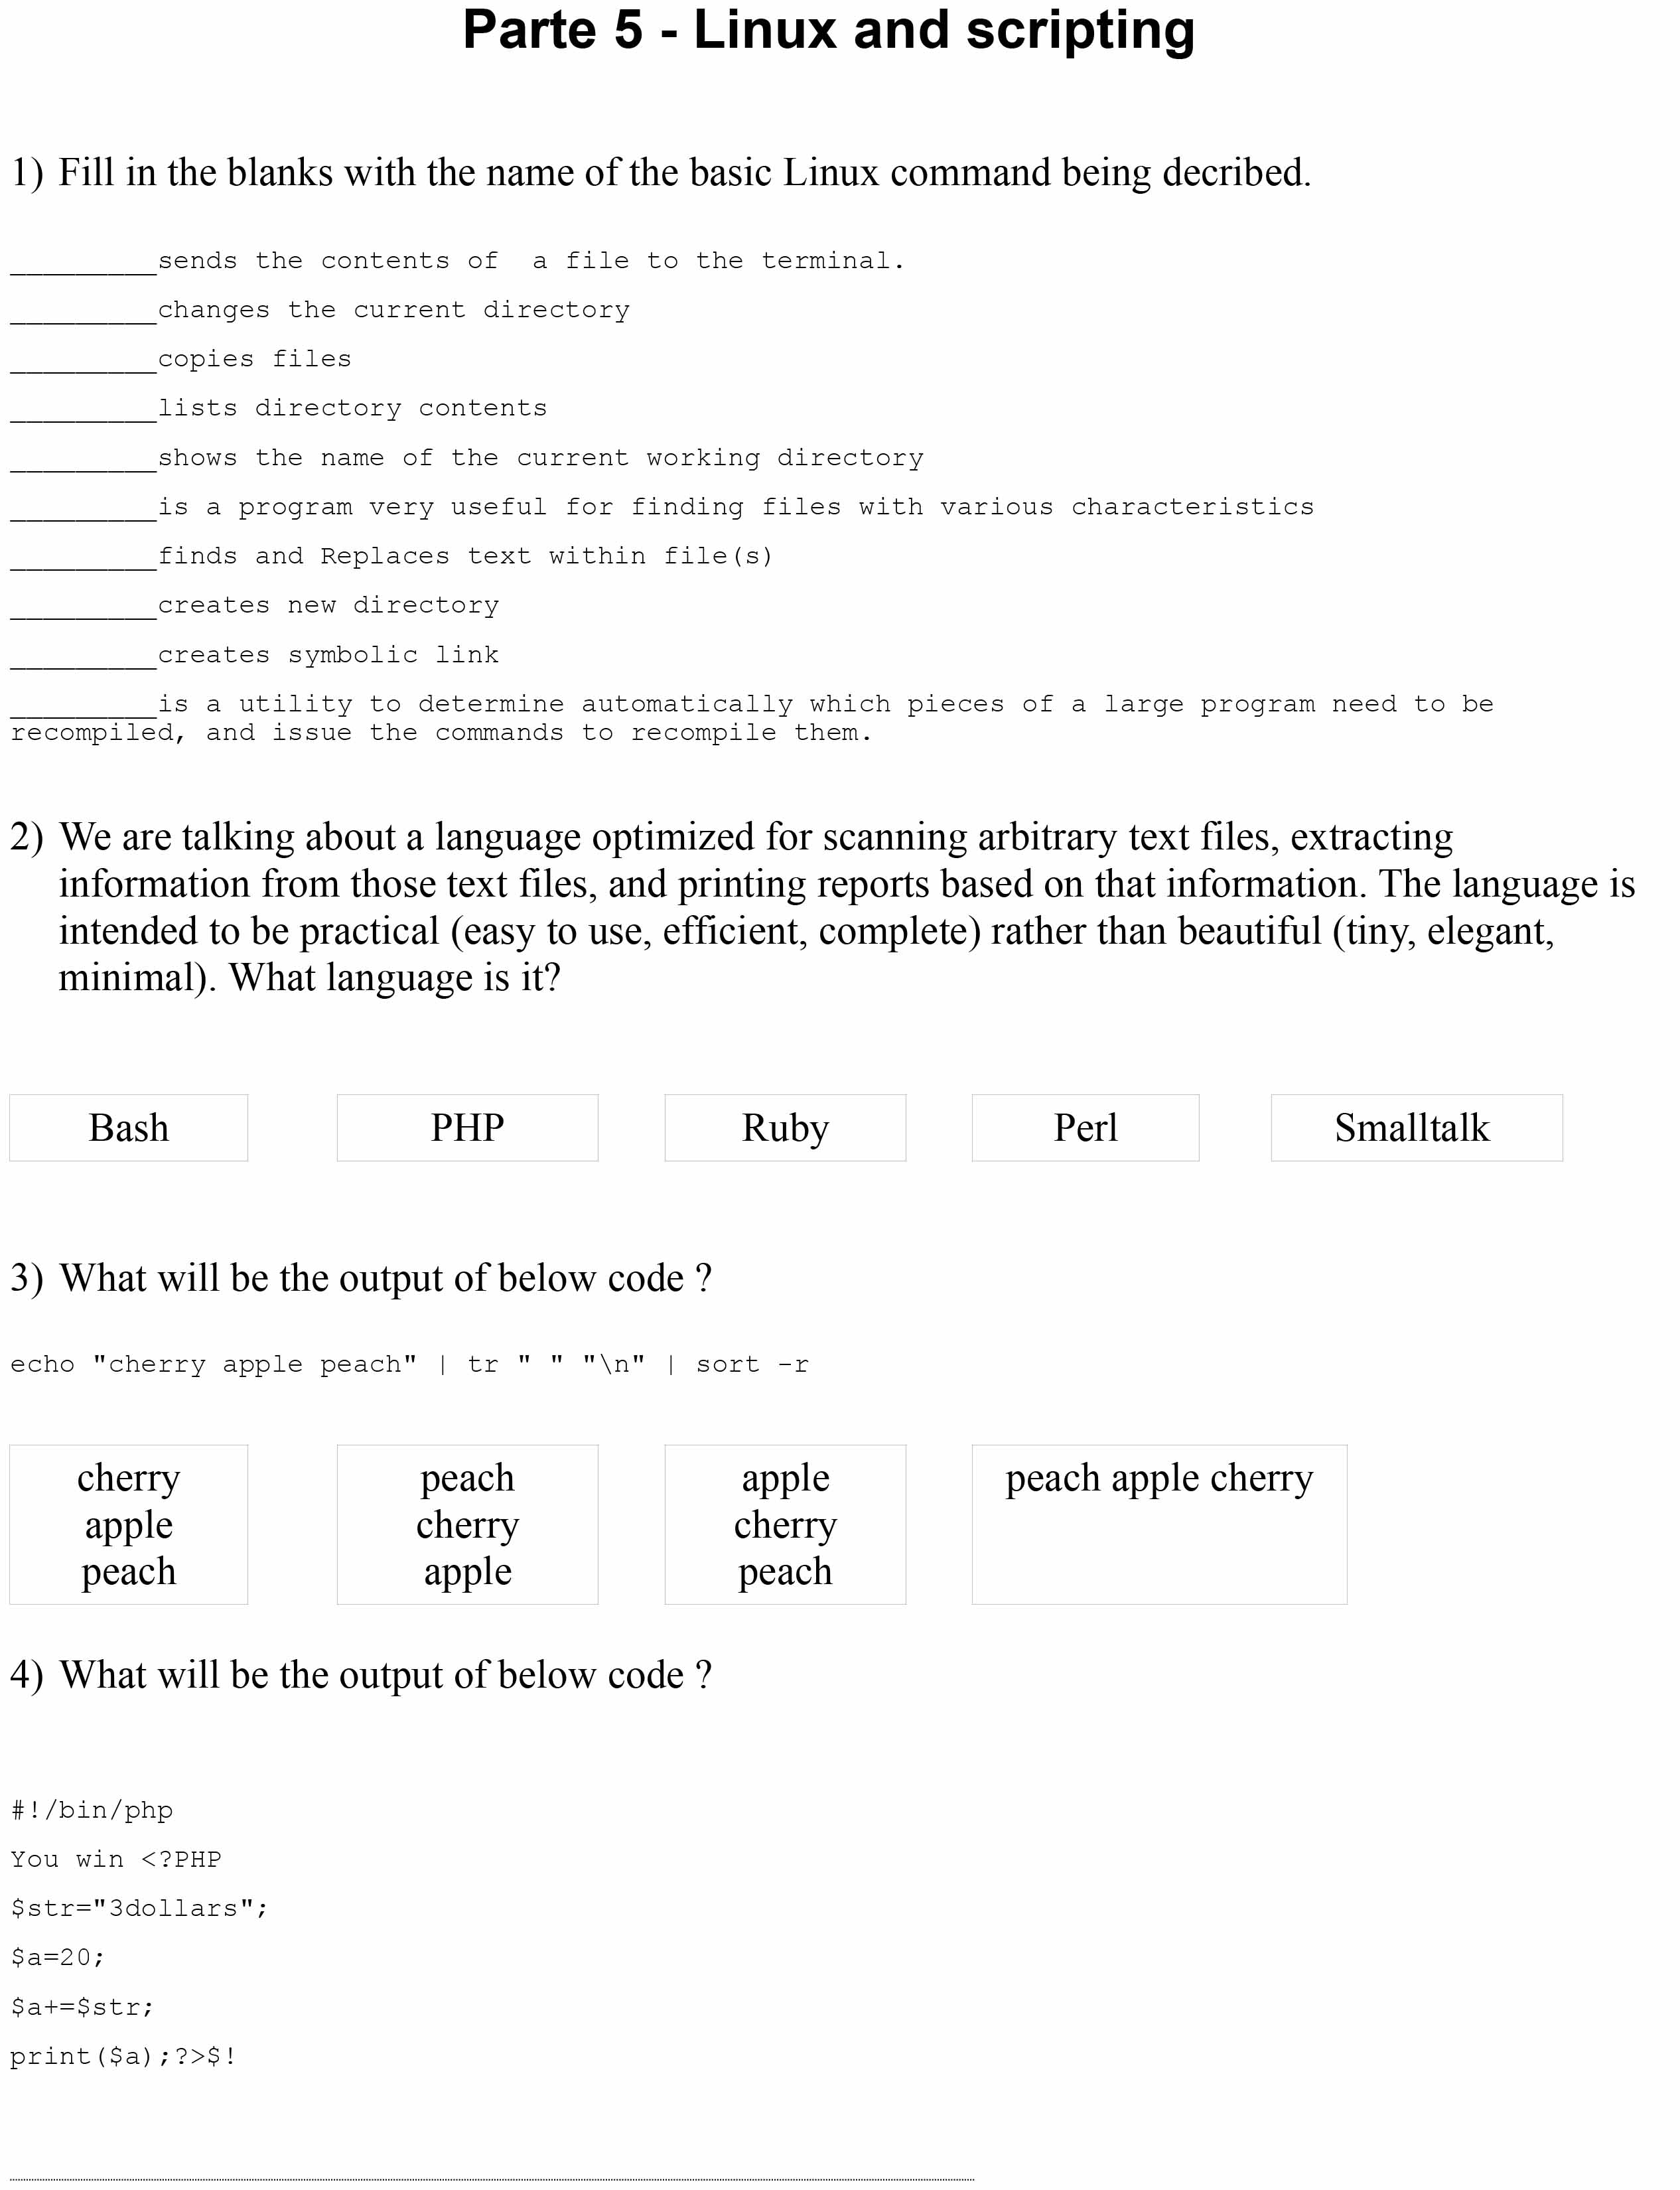 Parte 5 - Linux and scripting
1) Fill in the blanks with the name of the basic Linux command being decribed.
_________sends the contents of  a file to the terminal.
_________changes the current directory
_________copies files
_________lists directory contents
_________shows the name of the current working directory
_________is a program very useful for finding files with various characteristics
_________finds and Replaces text within file(s)
_________creates new directory
_________creates symbolic link
_________is a utility to determine automatically which pieces of a large program need to be
recompiled, and issue the commands to recompile them.
2) We are talking about a language optimized for scanning arbitrary text files, extracting
information from those text files, and printing reports based on that information. The language is
intended to be practical (easy to use, efficient, complete) rather than beautiful (tiny, elegant,
minimal). What language is it?
Bash PHP Ruby Perl Smalltalk
3) What will be the output of below code ?
echo "cherry apple peach" | tr " " "\n" | sort -r
cherry
apple
peach
peach
cherry
apple
apple
cherry
peach
peach apple cherry
4) What will be the output of below code ?
#!/bin/php
You win <?PHP
$str="3dollars";
$a=20;
$a+=$str;
print($a);?>$!